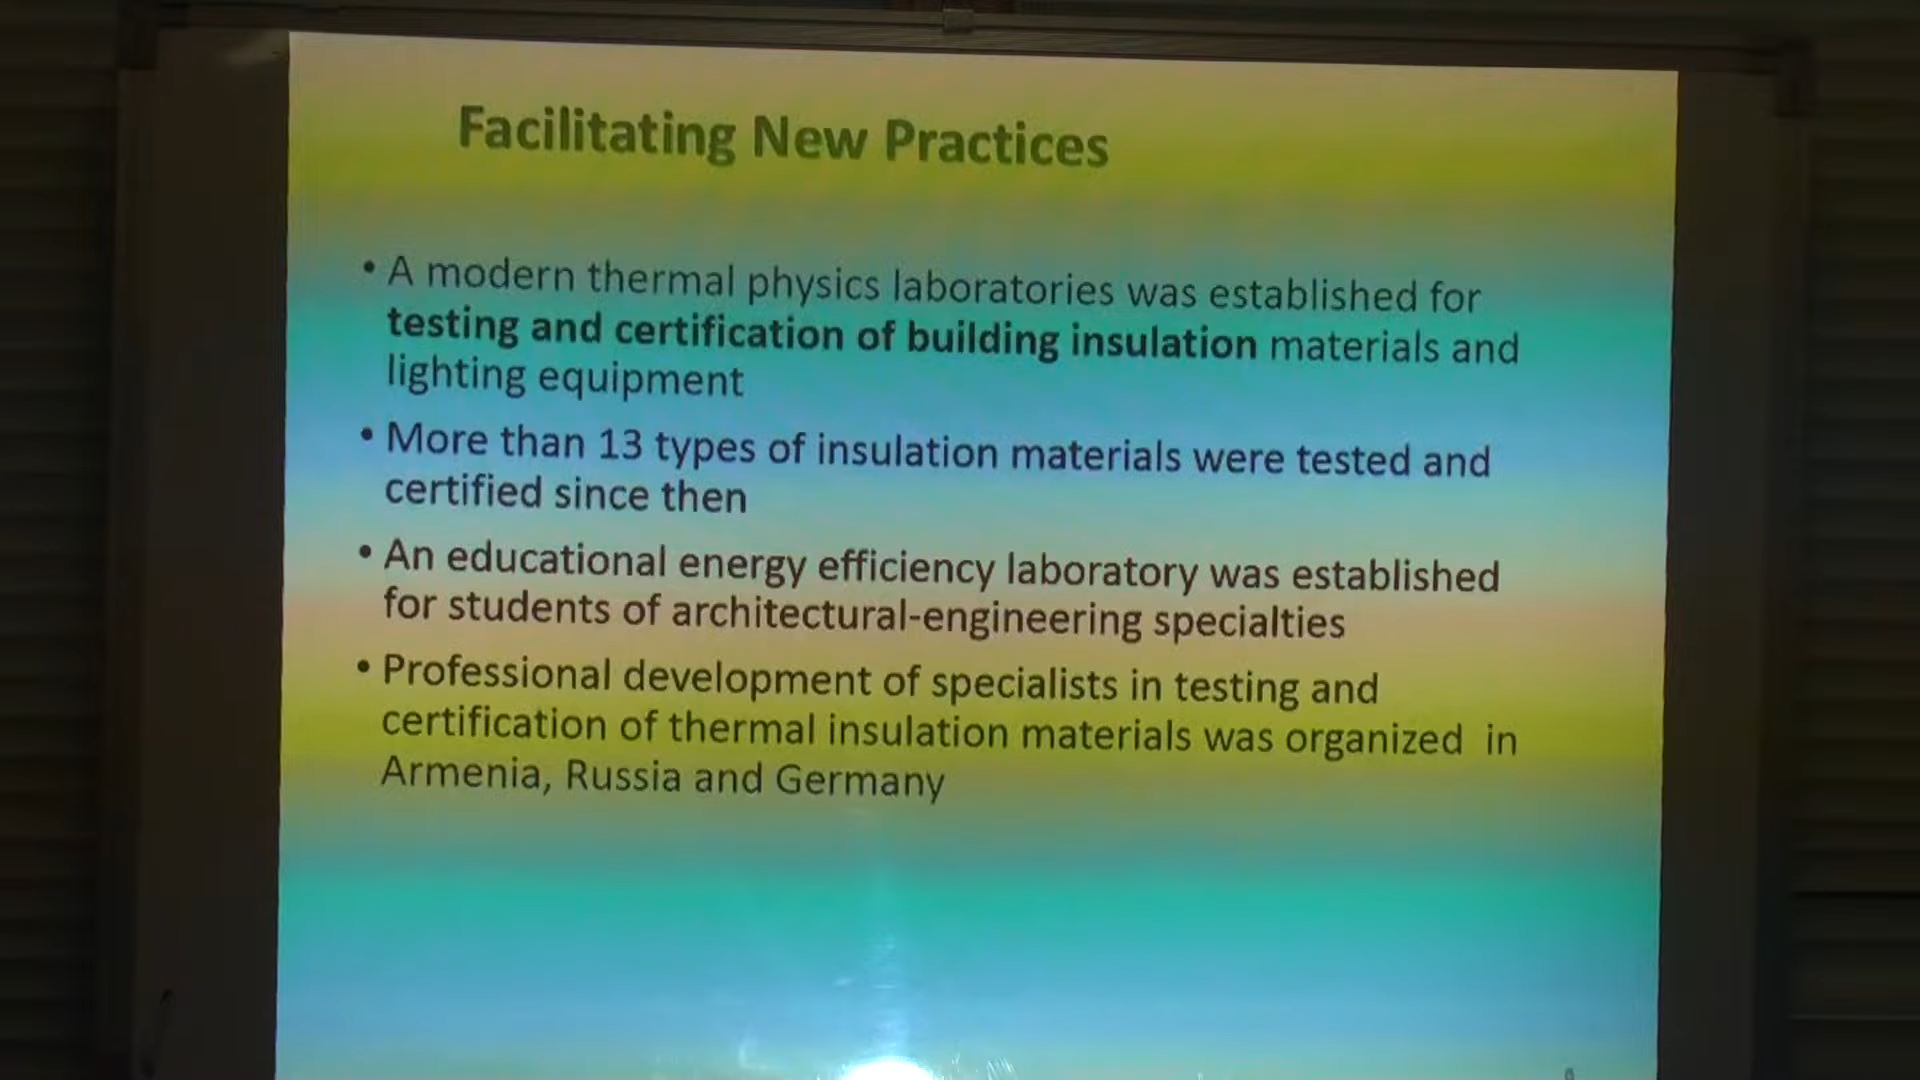 Facilitating New Practices
• A modern thermal physics laboratories was established for
testing and certification of building insulation materials and
lighting equipment
• More than 13 types of insulation materials were tested and
certified since then
• An educational energy efficiency laboratory was established
for students of architectural-engineering specialties
• Professional development of specialists in testing and
certification of thermal insulation materials was organized in
Armenia, Russia and Germany